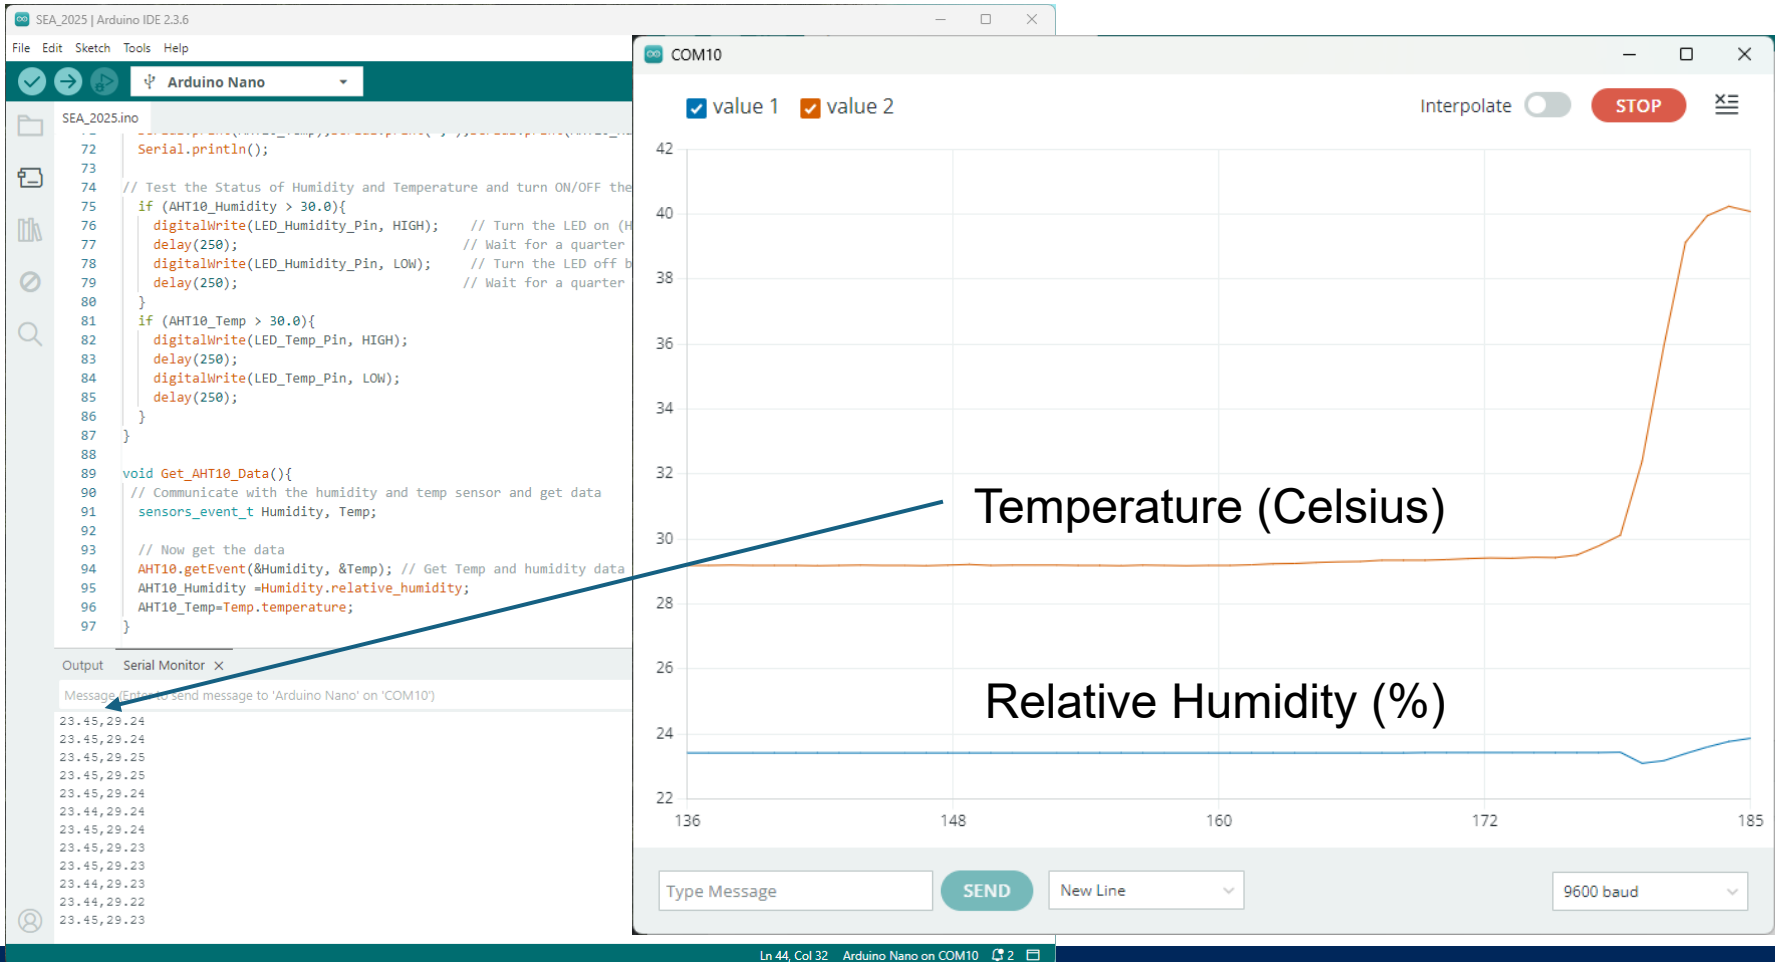 SEA_2025 | Arduino IDE 2.3.6
File Edit Sketch Tools Help
Arduino Nano
SEA_2025.ino
72 Serial.println();
73
74 // Test the Status of Humidity and Temperature and turn ON/OFF the
75 if (AHT10_Humidity > 30.0){
76 digitalWrite(LED_Humidity_Pin, HIGH); // Turn the LED on (H
77 delay(250); // Wait for a quarter
78 digitalWrite(LED_Humidity_Pin, LOW); // Turn the LED off b
79 delay(250); // Wait for a quarter
80 }
81 if (AHT10_Temp > 30.0){
82 digitalWrite(LED_Temp_Pin, HIGH);
83 delay(250);
84 digitalWrite(LED_Temp_Pin, LOW);
85 delay(250);
86 }
87 }
88
89 void Get_AHT10_Data(){
90 // Communicate with the humidity and temp sensor and get data
91 sensors_event_t Humidity, Temp;
92
93 // Now get the data
94 AHT10.getEvent(&Humidity, &Temp); // Get Temp and humidity data
95 AHT10_Humidity =Humidity.relative_humidity;
96 AHT10_Temp=Temp.temperature;
97 }
Output Serial Monitor
Message (Enter to send message to 'Arduino Nano' on 'COM10')
23.45,29.24
23.45,29.24
23.45,29.25
23.45,29.25
23.45,29.24
23.44,29.24
23.45,29.24
23.45,29.23
23.45,29.23
23.44,29.23
23.44,29.22
23.45,29.23
Ln 44, Col 32 Arduino Nano on COM10 2
COM10
value 1 value 2 Interpolate STOP
42
40
38
36
34
32
Temperature (Celsius)
30
28
26
Relative Humidity (%)
24
22
136 148 160 172 185
Type Message SEND New Line 9600 baud